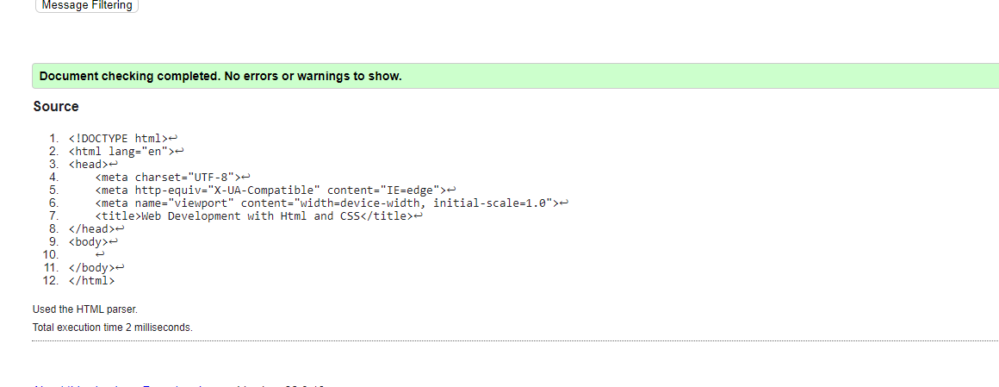 Message Filtering
Document checking completed. No errors or warnings to show.
Source
1. <!DOCTYPE html>↩
2. <html lang="en">↩
3. <head>↩
4.     <meta charset="UTF-8">↩
5.     <meta http-equiv="X-UA-Compatible" content="IE=edge">↩
6.     <meta name="viewport" content="width=device-width, initial-scale=1.0">↩
7.     <title>Web Development with Html and CSS</title>↩
8. </head>↩
9. <body>↩
10.     ↩
11. </body>↩
12. </html>
Used the HTML parser.
Total execution time 2 milliseconds.